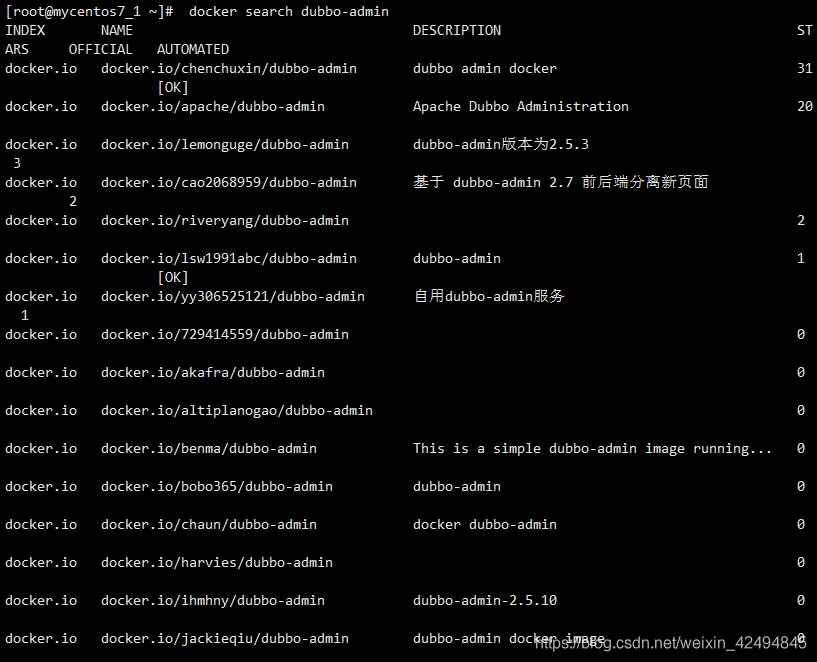 [root@mycentos7_1 ~]#  docker search dubbo-admin
INDEX       NAME                                   DESCRIPTION                                     ST
ARS     OFFICIAL   AUTOMATED
docker.io   docker.io/chenchuxin/dubbo-admin       dubbo admin docker                              31
                   [OK]
docker.io   docker.io/apache/dubbo-admin           Apache Dubbo Administration                     20
docker.io   docker.io/lemonguge/dubbo-admin        dubbo-admin版本为2.5.3
 3
docker.io   docker.io/cao2068959/dubbo-admin       基于 dubbo-admin 2.7 前后端分离新页面
        2
docker.io   docker.io/riveryang/dubbo-admin                                                        2
docker.io   docker.io/lsw1991abc/dubbo-admin       dubbo-admin                                     1
                   [OK]
docker.io   docker.io/yy306525121/dubbo-admin      自用dubbo-admin服务
  1
docker.io   docker.io/729414559/dubbo-admin                                                        0
docker.io   docker.io/akafra/dubbo-admin                                                           0
docker.io   docker.io/altiplanogao/dubbo-admin                                                     0
docker.io   docker.io/benma/dubbo-admin            This is a simple dubbo-admin image running...   0
docker.io   docker.io/bobo365/dubbo-admin          dubbo-admin                                     0
docker.io   docker.io/chaun/dubbo-admin            docker dubbo-admin                              0
docker.io   docker.io/harvies/dubbo-admin                                                          0
docker.io   docker.io/ihmhny/dubbo-admin           dubbo-admin-2.5.10                              0
docker.io   docker.io/jackieqiu/dubbo-admin        dubbo-admin docker image                        0
https://blog.csdn.net/weixin_42494845